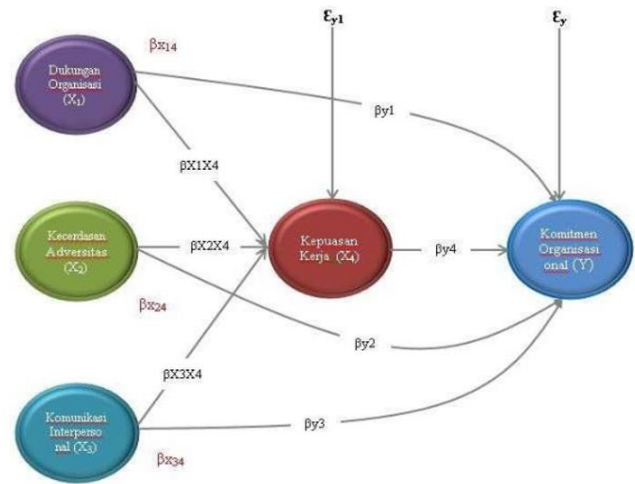 εy1
εy
βx14
Dukungan
Organisasi
(X1)
βy1
βX1X4
Kecerdasan
Adversitas
(X2)
βX2X4
Kepuasan
Kerja (X4)
βy4
Komitmen
Organisasi
onal (Y)
βx24
βy2
βX3X4
Komunikasi
Interperso
nal (X3)
βy3
βx34